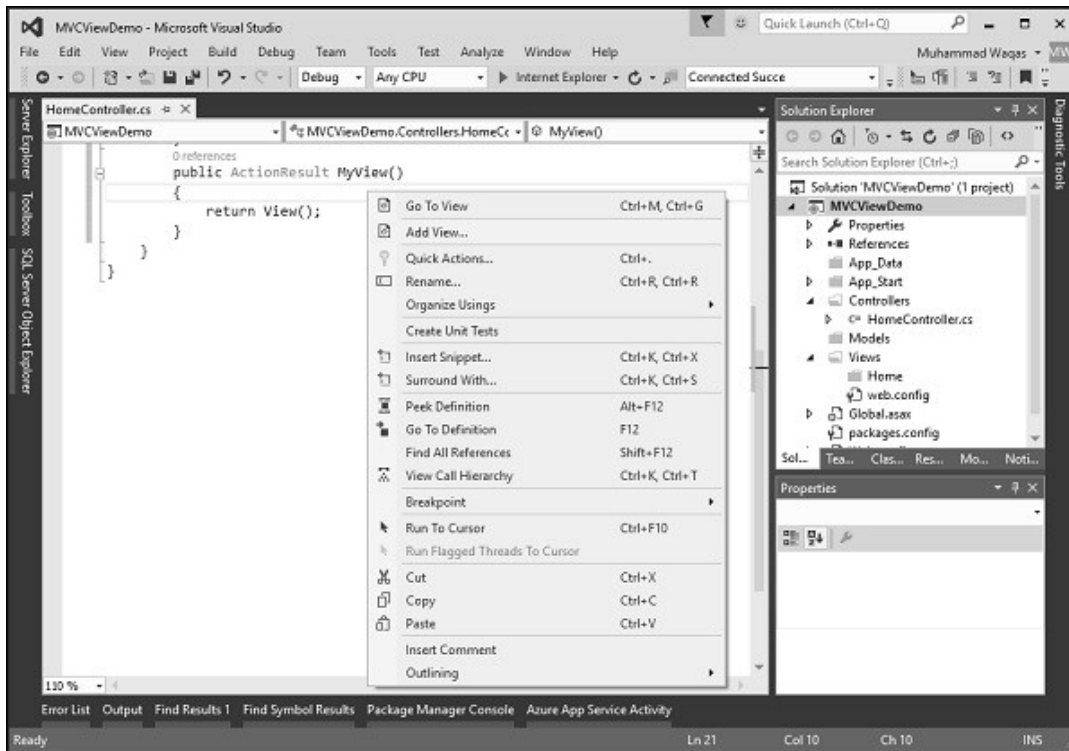 MVCViewDemo - Microsoft Visual Studio
Quick Launch (Ctrl+Q)
File Edit View Project Build Debug Team Tools Test Analyze Window Help
Muhammad Waqas
MW
Debug Any CPU Internet Explorer Connected Succe
Server Explorer
Toolbox
SQL Server Object Explorer
HomeController.cs
MVCViewDemo MVCViewDemo.Controllers.HomeCc MyView()
0 references
public ActionResult MyView()
{
return View();
}
}
}
Go To View Ctrl+M, Ctrl+G
Add View...
Quick Actions... Ctrl+.
Rename... Ctrl+R, Ctrl+R
Organize Usings
Create Unit Tests
Insert Snippet... Ctrl+K, Ctrl+X
Surround With... Ctrl+K, Ctrl+S
Peek Definition Alt+F12
Go To Definition F12
Find All References Shift+F12
View Call Hierarchy Ctrl+K, Ctrl+T
Breakpoint
Run To Cursor Ctrl+F10
Run Flagged Threads To Cursor
Cut Ctrl+X
Copy Ctrl+C
Paste Ctrl+V
Insert Comment
Outlining
110 %
Solution Explorer
Search Solution Explorer (Ctrl+;)
Solution 'MVCViewDemo' (1 project)
MVCViewDemo
Properties
References
App_Data
App_Start
Controllers
C# HomeController.cs
Models
Views
Home
web.config
Global.asax
packages.config
Sol... Tea... Clas... Res... Mo... Noti...
Properties
Diagnostic Tools
Error List Output Find Results 1 Find Symbol Results Package Manager Console Azure App Service Activity
Ready Ln 21 Col 10 Ch 10 INS